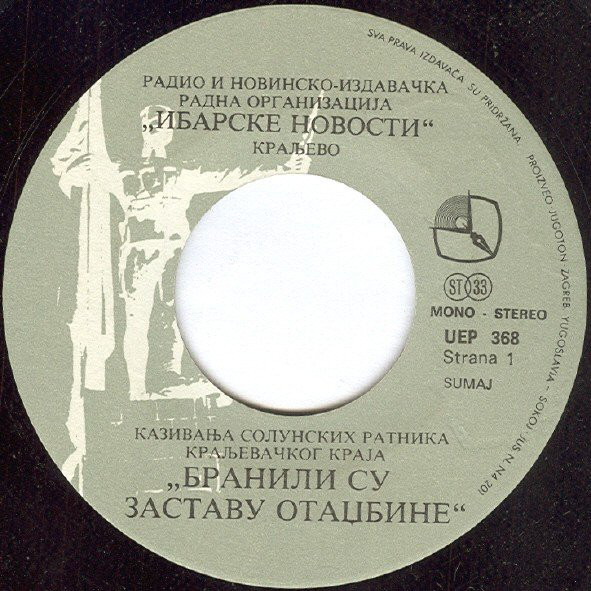 РАДИО И НОВИНСКО-ИЗДАВАЧКА
РАДНА ОРГАНИЗАЦИЈА
„ИБАРСКЕ НОВОСТИ“
КРАЉЕВО
SVA PRAVA IZDAVAČA SU PRIDRŽANA. PROIZVEO JUGOTON ZAGREB YUGOSLAVIA - SOKOJ-JUS N. N4 201
ST 33
MONO - STEREO
UEP 368
Strana 1
SUMAJ
КАЗИВАЊА СОЛУНСКИХ РАТНИКА
КРАЉЕВАЧКОГ КРАЈА
„БРАНИЛИ СУ
ЗАСТАВУ ОТАЏБИНЕ“